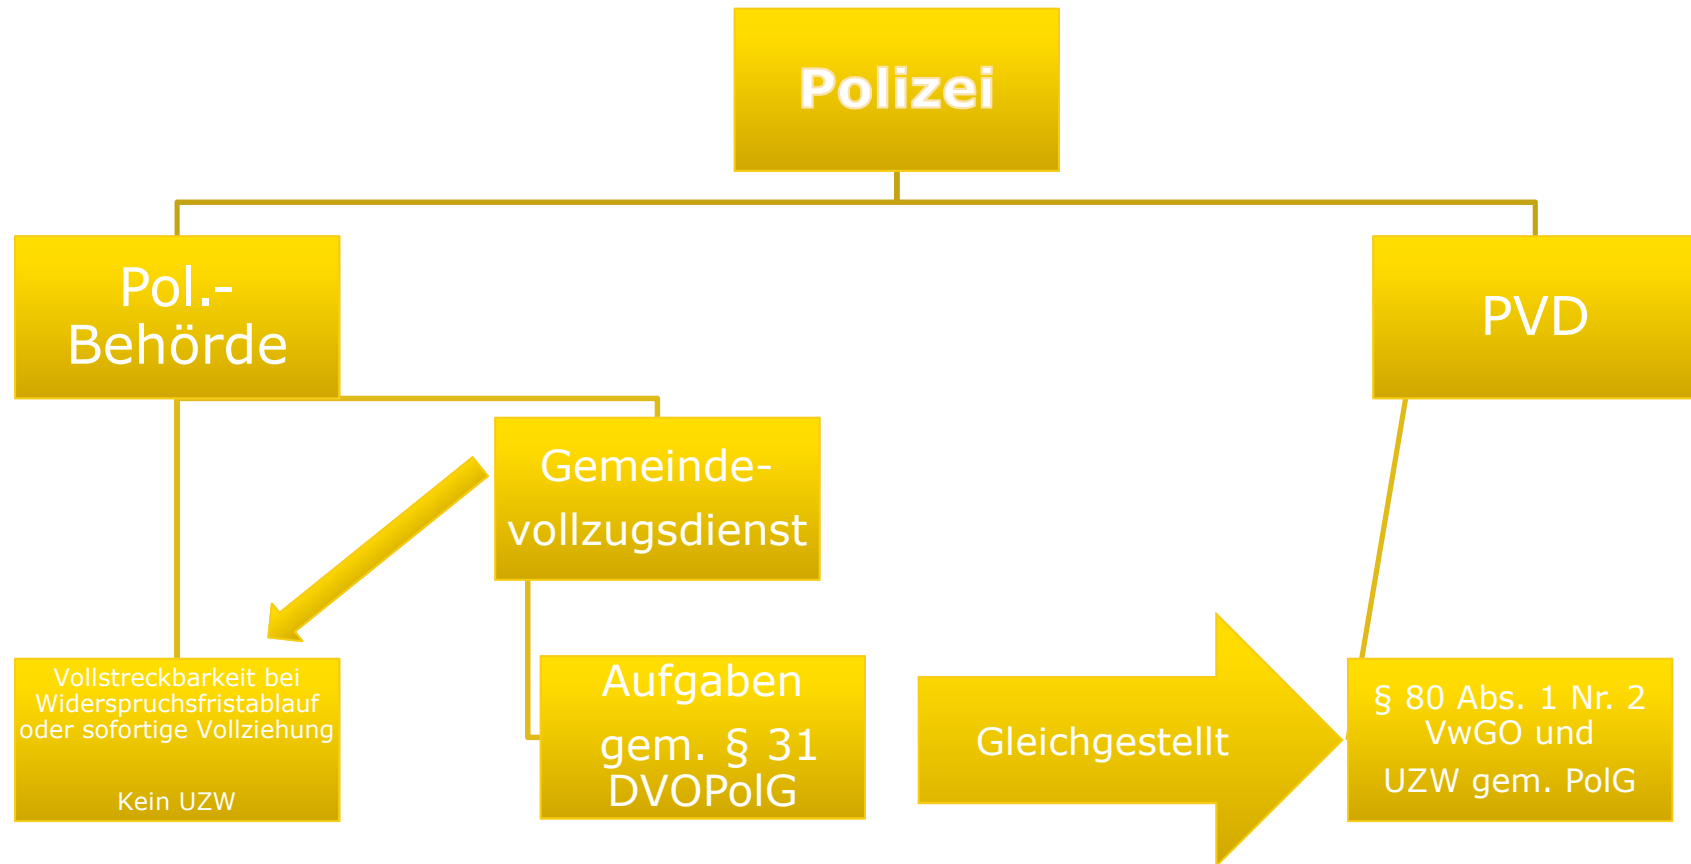 Polizei
Pol.-
Behörde
PVD
Gemeinde-
vollzugsdienst
Vollstreckbarkeit bei
Widerspruchsfristablauf
oder sofortige Vollziehung
Kein UZW
Aufgaben
gem. § 31
DVOPolG
Gleichgestellt
§ 80 Abs. 1 Nr. 2
VwGO und
UZW gem. PolG